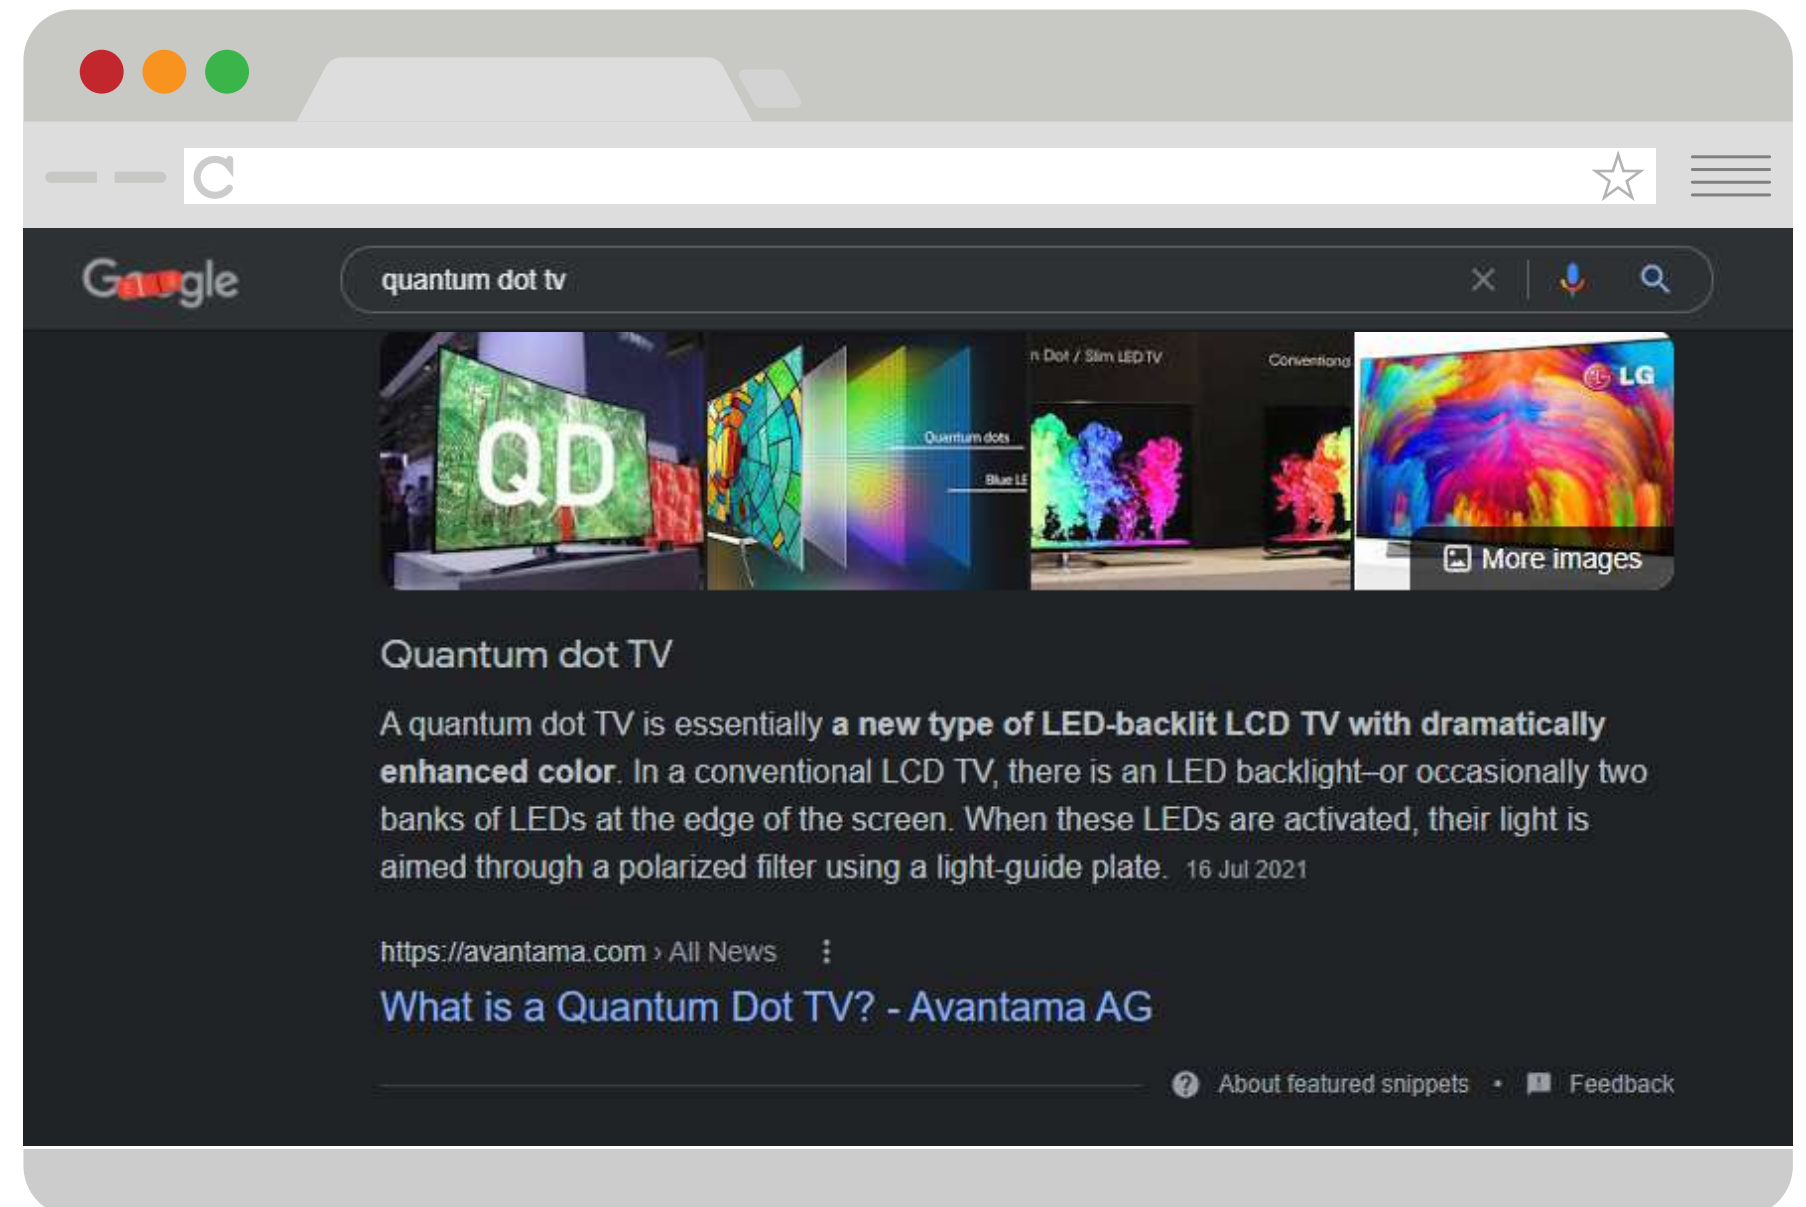 Google
quantum dot tv
QD
Quantum dots
Blue LE
n Dot / Slim LED TV
Conventiona
LG
More images
Quantum dot TV
A quantum dot TV is essentially a new type of LED-backlit LCD TV with dramatically
enhanced color. In a conventional LCD TV, there is an LED backlight–or occasionally two
banks of LEDs at the edge of the screen. When these LEDs are activated, their light is
aimed through a polarized filter using a light-guide plate. 16 Jul 2021
https://avantama.com › All News
What is a Quantum Dot TV? - Avantama AG
About featured snippets • Feedback